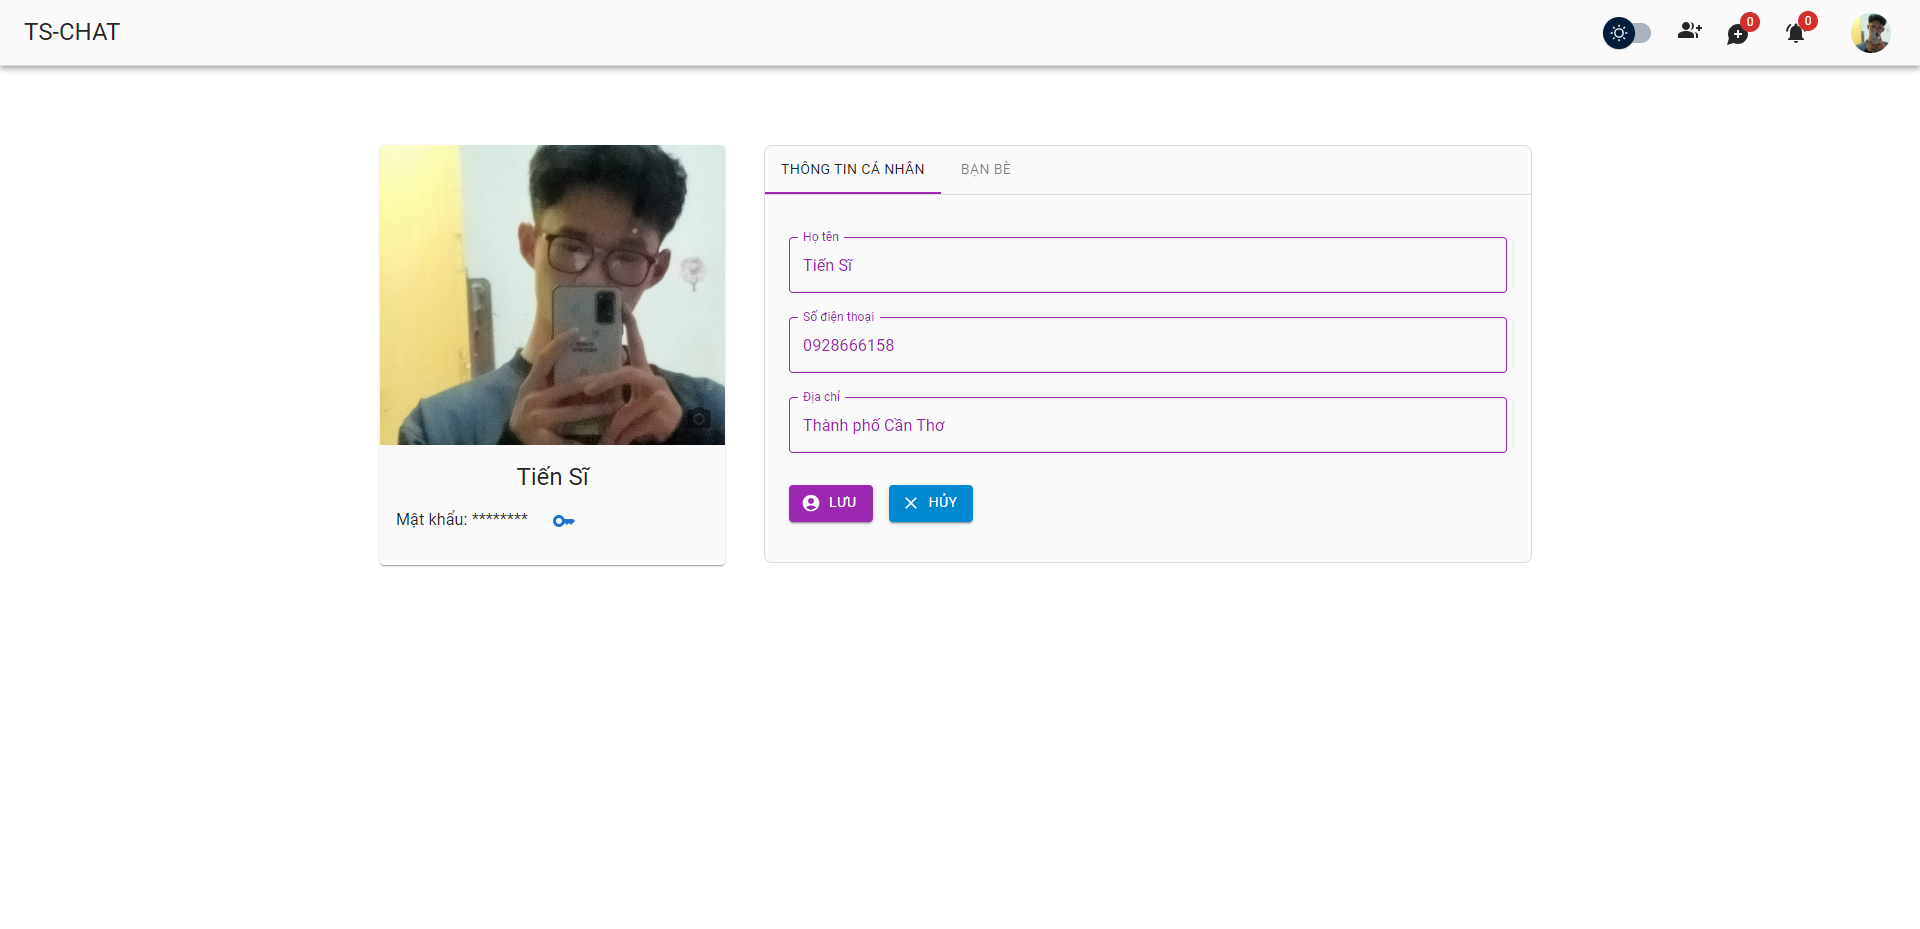 TS-CHAT
0
0
THÔNG TIN CÁ NHÂN
BẠN BÈ
Họ tên
Tiến Sĩ
Số điện thoại
0928666158
Địa chỉ
Thành phố Cần Thơ
LƯU
HỦY
Tiến Sĩ
Mật khẩu: ********